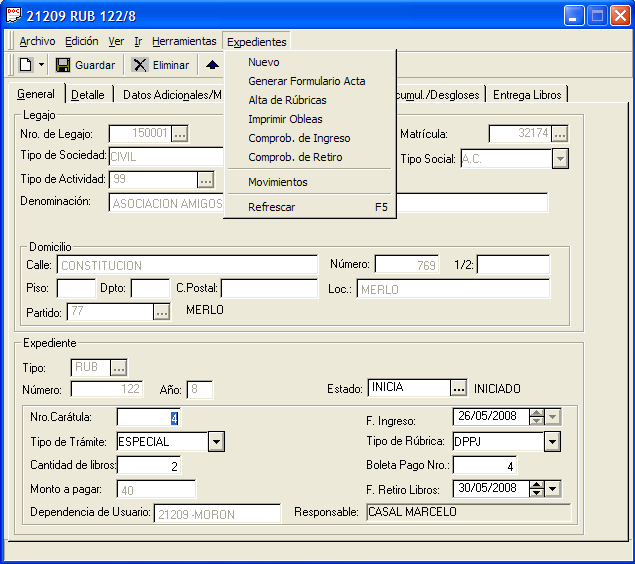 21209 RUB 122/8
Archivo Edición Ver Ir Herramientas Expedientes
Guardar Eliminar
Nuevo
Generar Formulario Acta
Alta de Rúbricas
Imprimir Obleas
Comprob. de Ingreso
Comprob. de Retiro
Movimientos
Refrescar F5
General Detalle Datos Adicionales/M cumul./Desgloses Entrega Libros
Legajo
Nro. de Legajo: 150001 ... Matrícula: 32174 ...
Tipo de Sociedad: CIVIL Tipo Social: A.C.
Tipo de Actividad: 99 ...
Denominación: ASOCIACION AMIGOS
Domicilio
Calle: CONSTITUCION Número: 769 1/2:
Piso: Dpto: C.Postal: Loc.: MERLO
Partido: 77 ... MERLO
Expediente
Tipo: RUB ...
Número: 122 Año: 8 Estado: INICIA ... INICIADO
Nro.Carátula: 4 F. Ingreso: 26/05/2008
Tipo de Trámite: ESPECIAL Tipo de Rúbrica: DPPJ
Cantidad de libros: 2 Boleta Pago Nro.: 4
Monto a pagar: 40 F. Retiro Libros: 30/05/2008
Dependencia de Usuario: 21209 -MORON Responsable: CASAL MARCELO